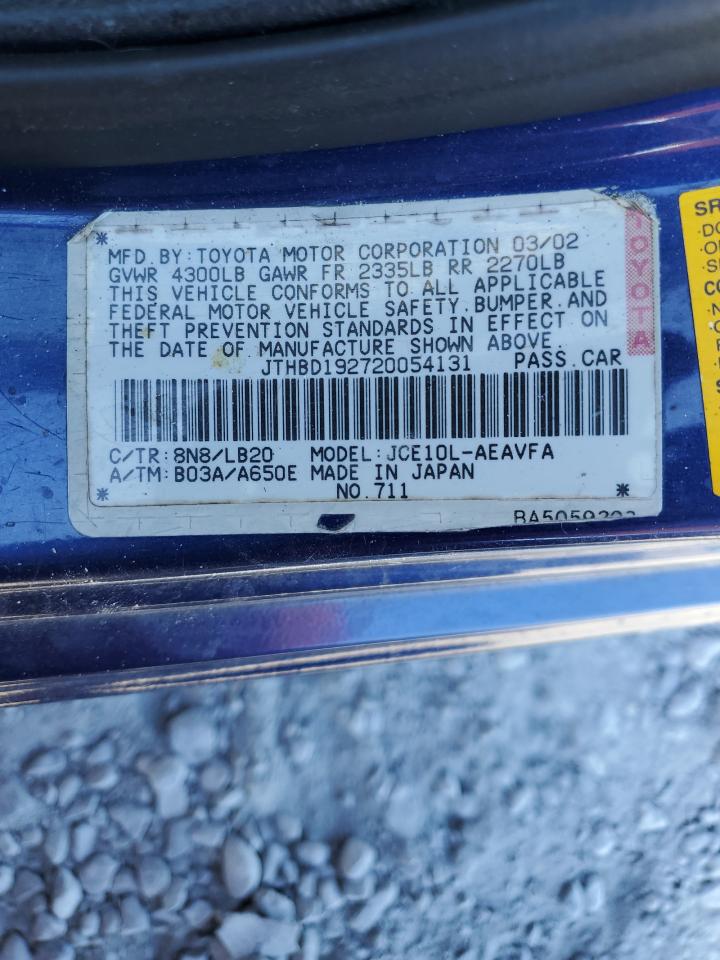 MFD BY:TOYOTA MOTOR CORPORATION 03/02
GVWR 4300LB GAWR FR 2335LB RR 2270LB
THIS VEHICLE CONFORMS TO ALL APPLICABLE
FEDERAL MOTOR VEHICLE SAFETY,BUMPER,AND
THEFT PREVENTION STANDARDS IN EFFECT ON
THE DATE OF MANUFACTURE SHOWN ABOVE.
JTHBD192720054131 PASS.CAR
C/TR:8N8/LB20 MODEL:JCE10L-AEAVFA
A/TM:B03A/A650E MADE IN JAPAN
NO.711
TOYOTA